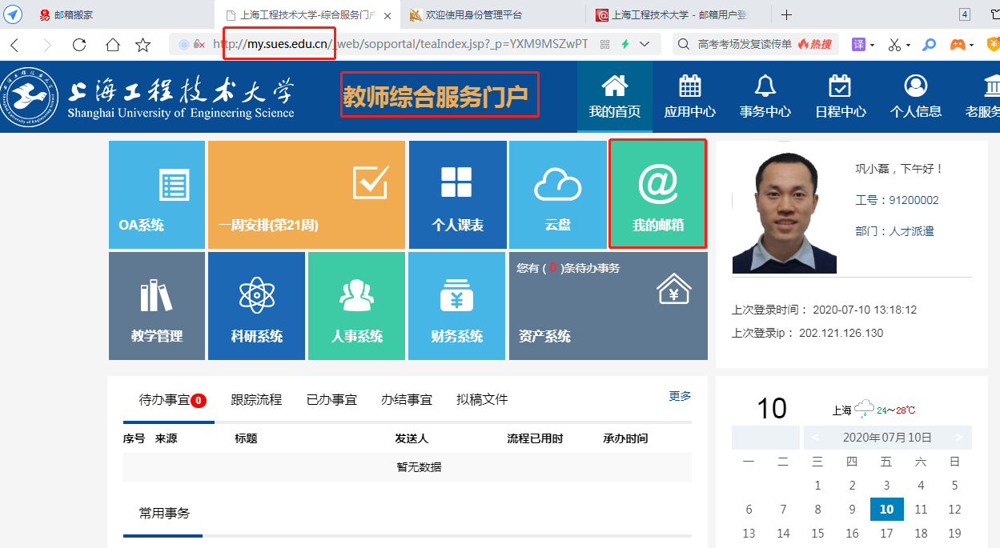 邮箱搬家
上海工程技术大学-综合服务门户
欢迎使用身份管理平台
上海工程技术大学 - 邮箱用户登
4
http://my.sues.edu.cn/_web/sopportal/teaIndex.jsp?_p=YXM9MSZwPT
高考考场发复读传单
热搜
译
上海工程技术大学
Shanghai University of Engineering Science
教师综合服务门户
我的首页
应用中心
事务中心
日程中心
个人信息
老服务
OA系统
一周安排(第21周)
个人课表
云盘
@
我的邮箱
巩小磊，下午好！
工号：91200002
部门：人才派遣
教学管理
科研系统
人事系统
财务系统
您有 ( 0 )条待办事务
资产系统
上次登录时间： 2020-07-10 13:18:12
上次登录ip： 202.121.126.130
待办事宜 0
跟踪流程
已办事宜
办结事宜
拟稿文件
更多
序号 来源 标题 发送人 流程已用时 承办时间
暂无数据
常用事务
10
上海 24～28℃
< 2020年07月10日 >
一 二 三 四 五 六 日
1 2 3 4 5
6 7 8 9 10 11 12
13 14 15 16 17 18 19